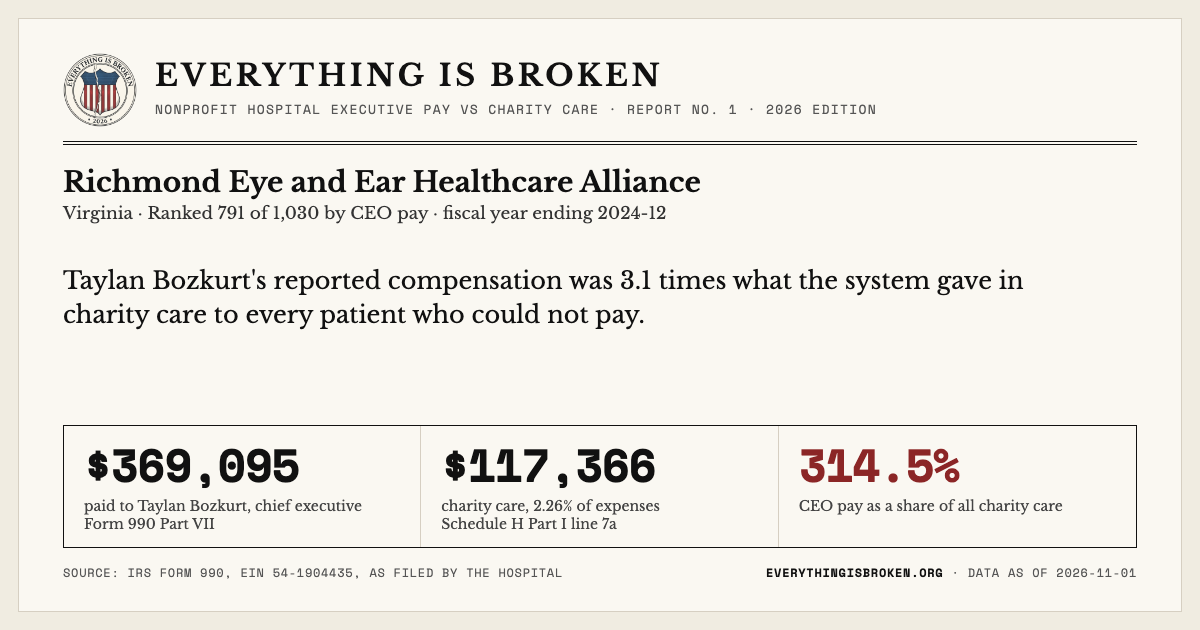 EVERYTHING IS BROKEN
2026
EVERYTHING IS BROKEN
NONPROFIT HOSPITAL EXECUTIVE PAY VS CHARITY CARE · REPORT NO. 1 · 2026 EDITION
Richmond Eye and Ear Healthcare Alliance
Virginia · Ranked 791 of 1,030 by CEO pay · fiscal year ending 2024-12
Taylan Bozkurt's reported compensation was 3.1 times what the system gave in
charity care to every patient who could not pay.
$369,095
paid to Taylan Bozkurt, chief executive
Form 990 Part VII
$117,366
charity care, 2.26% of expenses
Schedule H Part I line 7a
314.5%
CEO pay as a share of all charity care
SOURCE: IRS FORM 990, EIN 54-1904435, AS FILED BY THE HOSPITAL
EVERYTHINGISBROKEN.ORG · DATA AS OF 2026-11-01